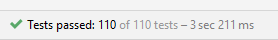 Tests passed: 110 of 110 tests – 3 sec 211 ms